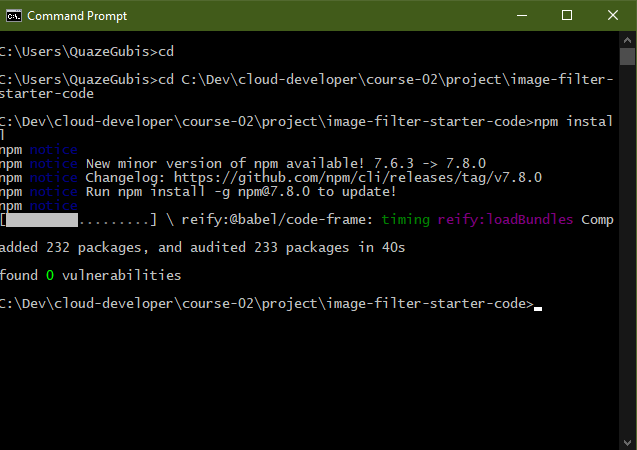 Command Prompt
C:\Users\QuazeGubis>cd
C:\Users\QuazeGubis>cd C:\Dev\cloud-developer\course-02\project\image-filter-
starter-code
C:\Dev\cloud-developer\course-02\project\image-filter-starter-code>npm instal
l
npm notice
npm notice New minor version of npm available! 7.6.3 -> 7.8.0
npm notice Changelog: https://github.com/npm/cli/releases/tag/v7.8.0
npm notice Run npm install -g npm@7.8.0 to update!
npm notice
[         .........] \ reify:@babel/code-frame: timing reify:loadBundles Comp
added 232 packages, and audited 233 packages in 40s
found 0 vulnerabilities
C:\Dev\cloud-developer\course-02\project\image-filter-starter-code>